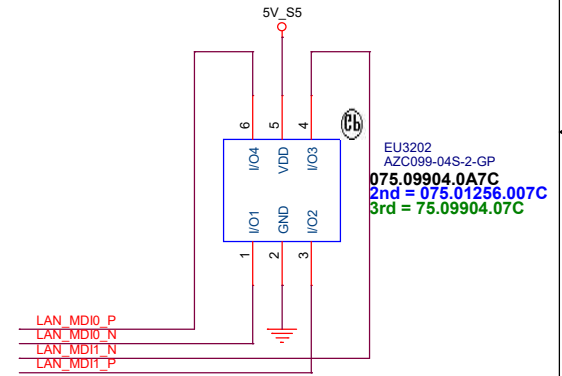 5V_S5
6
5
4
I/O4
VDD
I/O3
I/O1
GND
I/O2
1
2
3
EU3202
AZC099-04S-2-GP
075.09904.0A7C
2nd = 075.01256.007C
3rd = 75.09904.07C
LAN_MDI0_P
LAN_MDI0_N
LAN_MDI1_N
LAN_MDI1_P